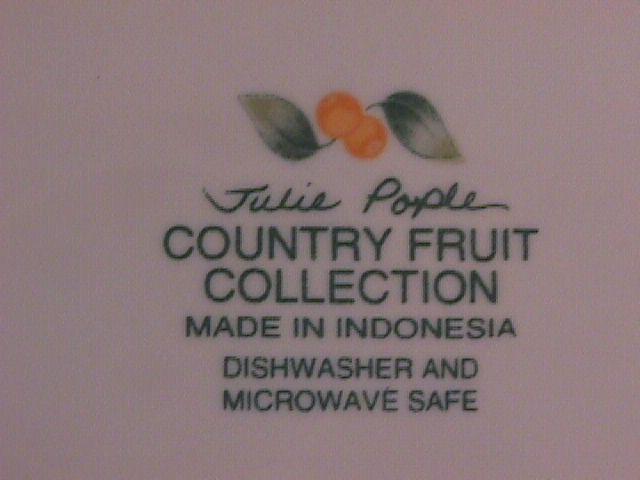 Julie Pople
COUNTRY FRUIT
COLLECTION
MADE IN INDONESIA
DISHWASHER AND
MICROWAVE SAFE